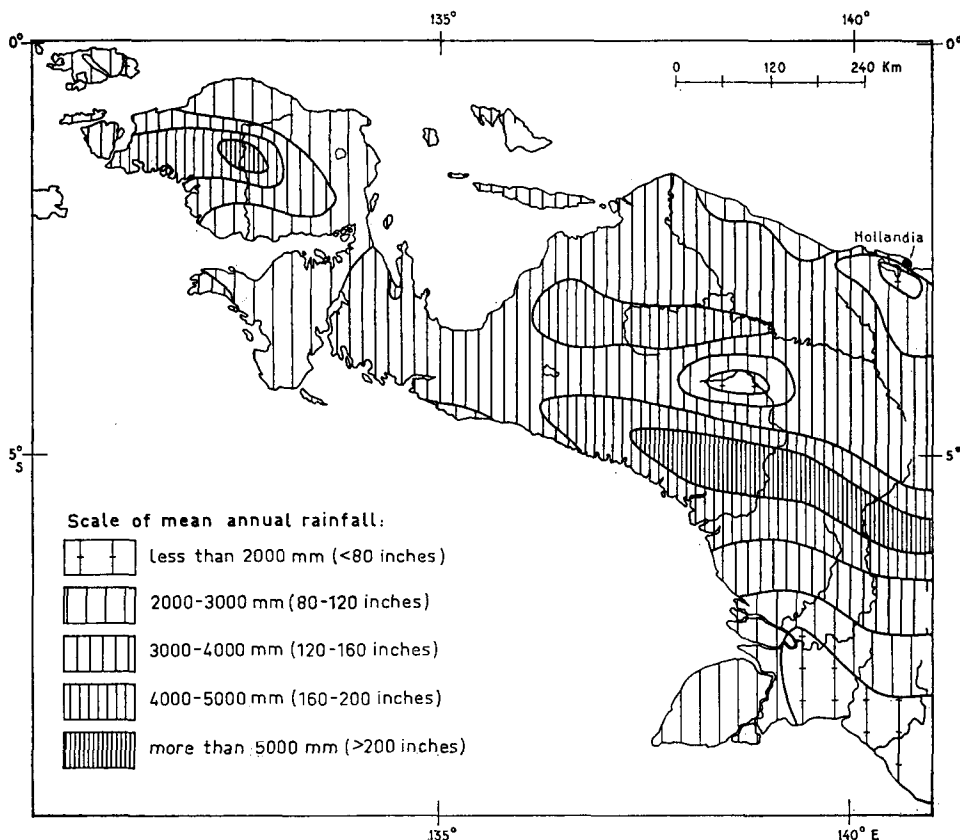 135°
140°
0°
0°
0 120 240 Km
Hollandia
5°
S
5°
Scale of mean annual rainfall:
less than 2000 mm (<80 inches)
2000-3000 mm (80-120 inches)
3000-4000 mm (120-160 inches)
4000-5000 mm (160-200 inches)
more than 5000 mm (>200 inches)
135°
140° E